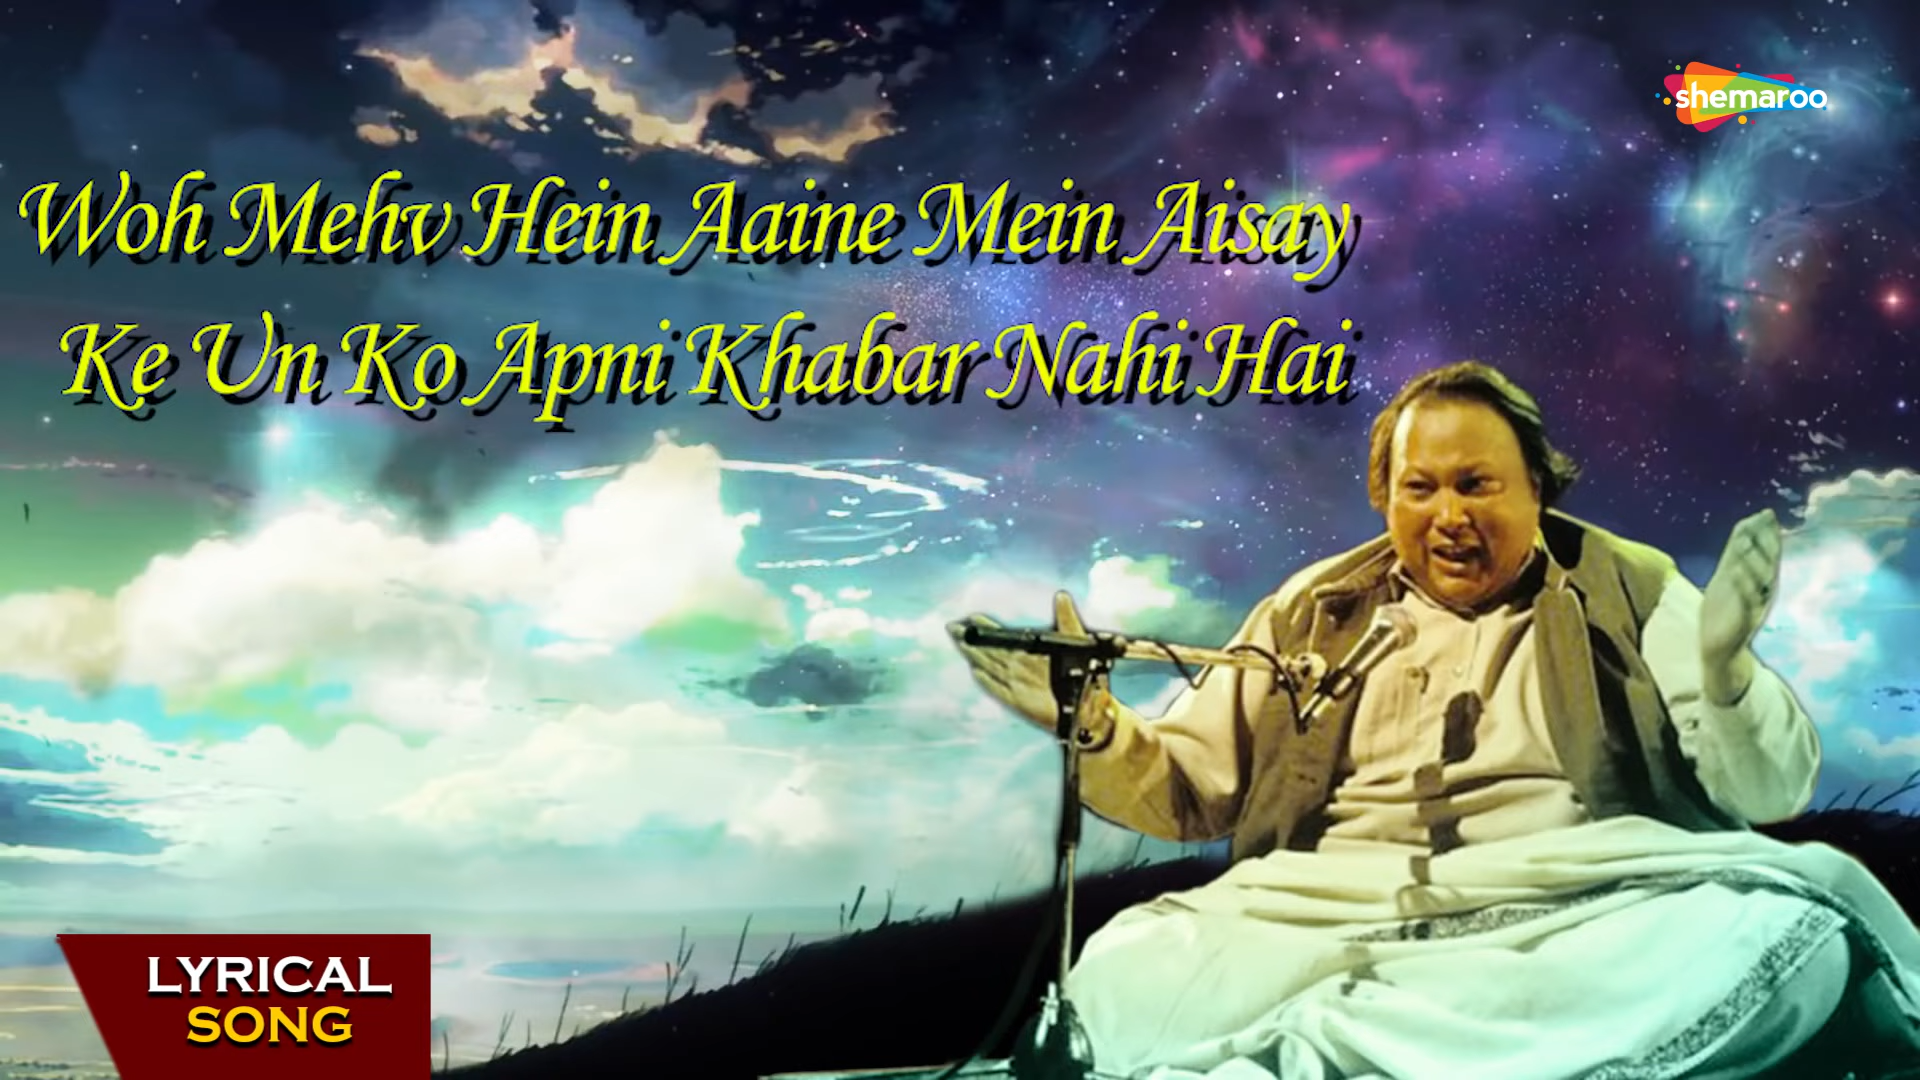 shemaroo
Woh Mehv Hein Aaine Mein Aisay
Ke Un Ko Apni Khabar Nahi Hai
LYRICAL
SONG